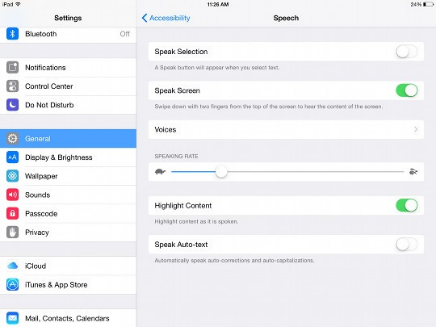 iPad
11:26 AM
24%
Settings
Accessibility
Speech
Bluetooth Off
Notifications
Control Center
Do Not Disturb
General
Display & Brightness
Wallpaper
Sounds
Passcode
Privacy
iCloud
iTunes & App Store
Mail, Contacts, Calendars
Speak Selection
A Speak button will appear when you select text.
Speak Screen
Swipe down with two fingers from the top of the screen to hear the content of the screen.
Voices
SPEAKING RATE
Highlight Content
Highlight content as it is spoken.
Speak Auto-text
Automatically speak auto-corrections and auto-capitalizations.